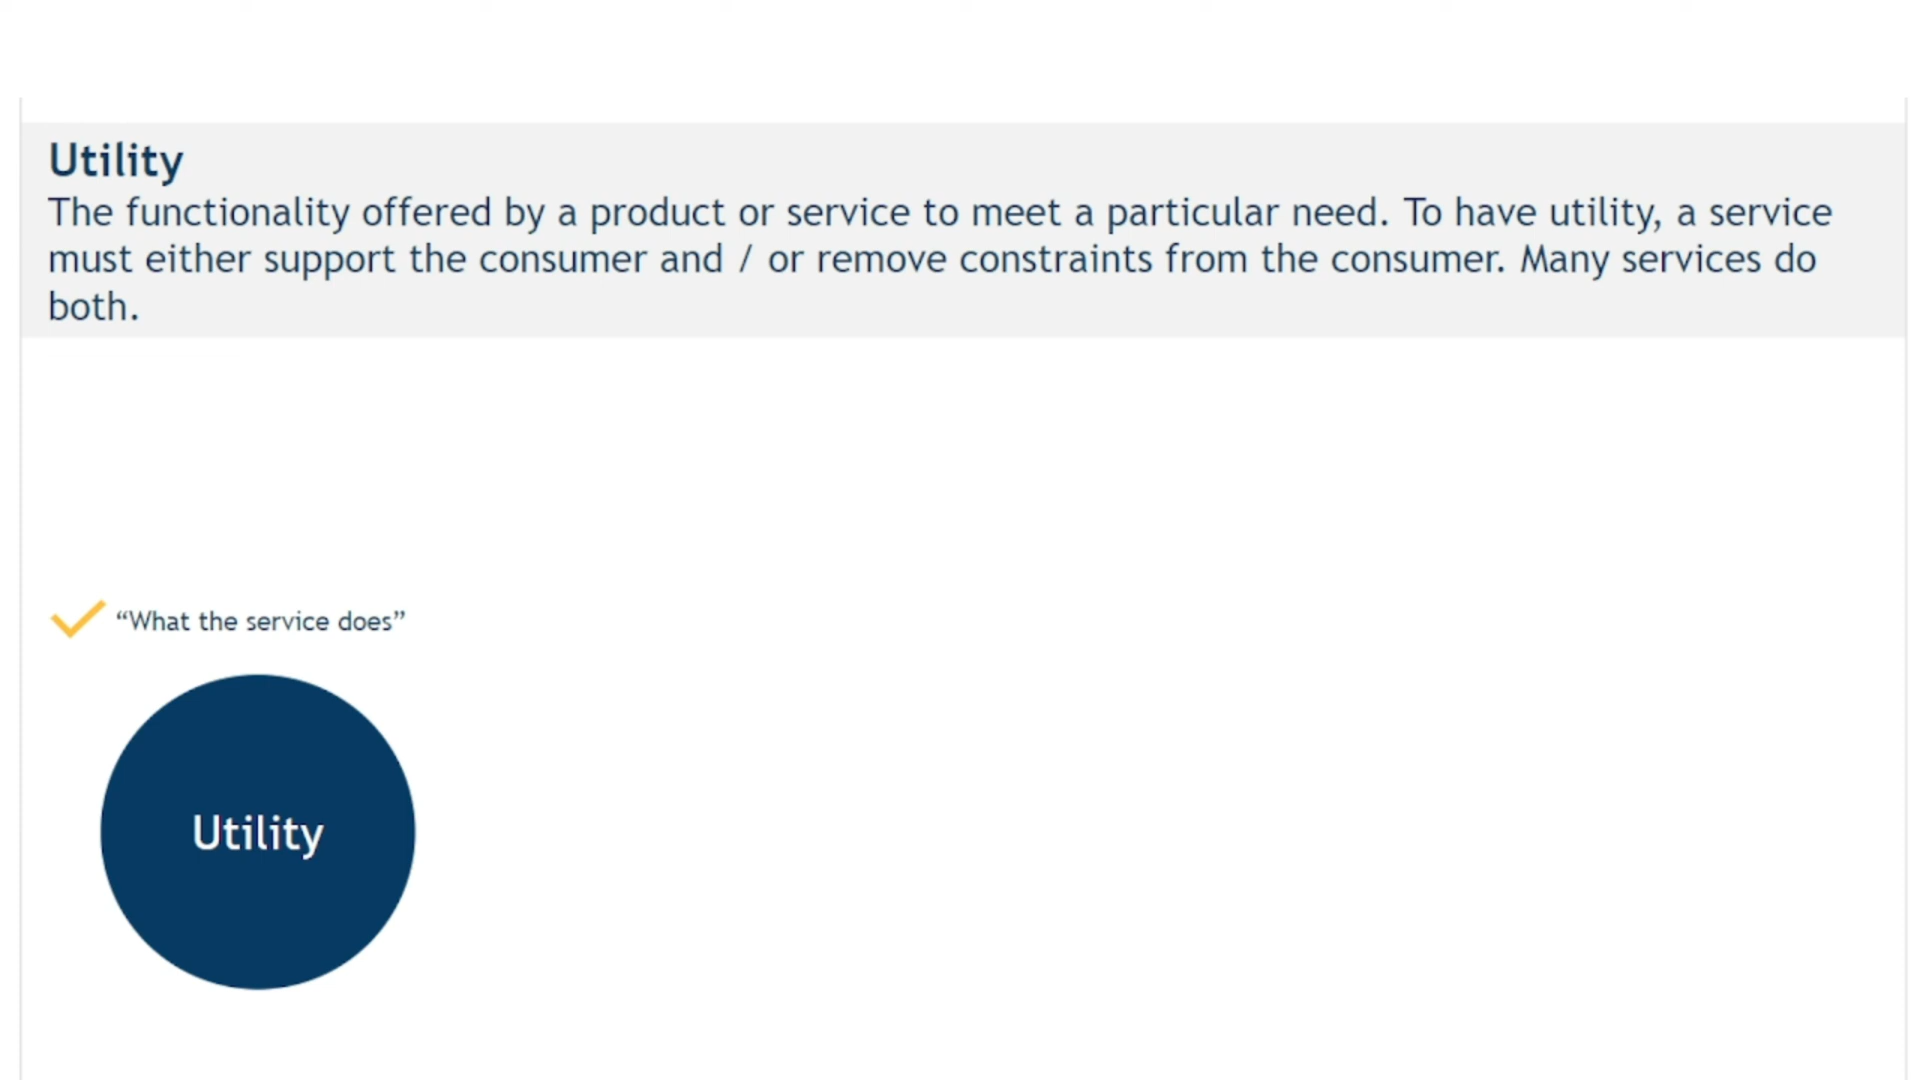 Utility
The functionality offered by a product or service to meet a particular need. To have utility, a service
must either support the consumer and / or remove constraints from the consumer. Many services do
both.
“What the service does”
Utility